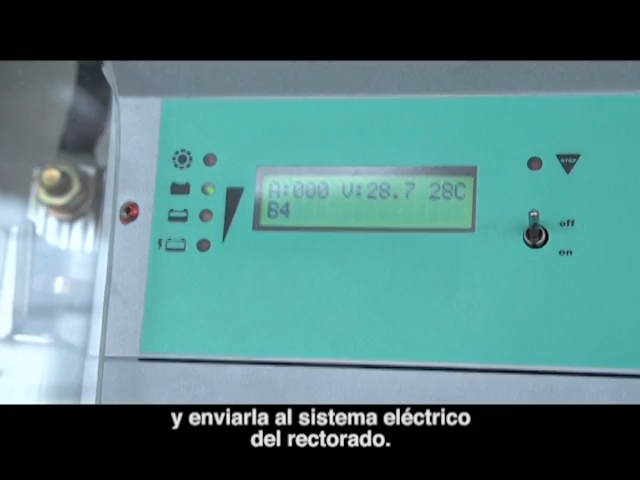 A:000 V:28.7 28C
64
STOP
off
on
y enviarla al sistema eléctrico
del rectorado.